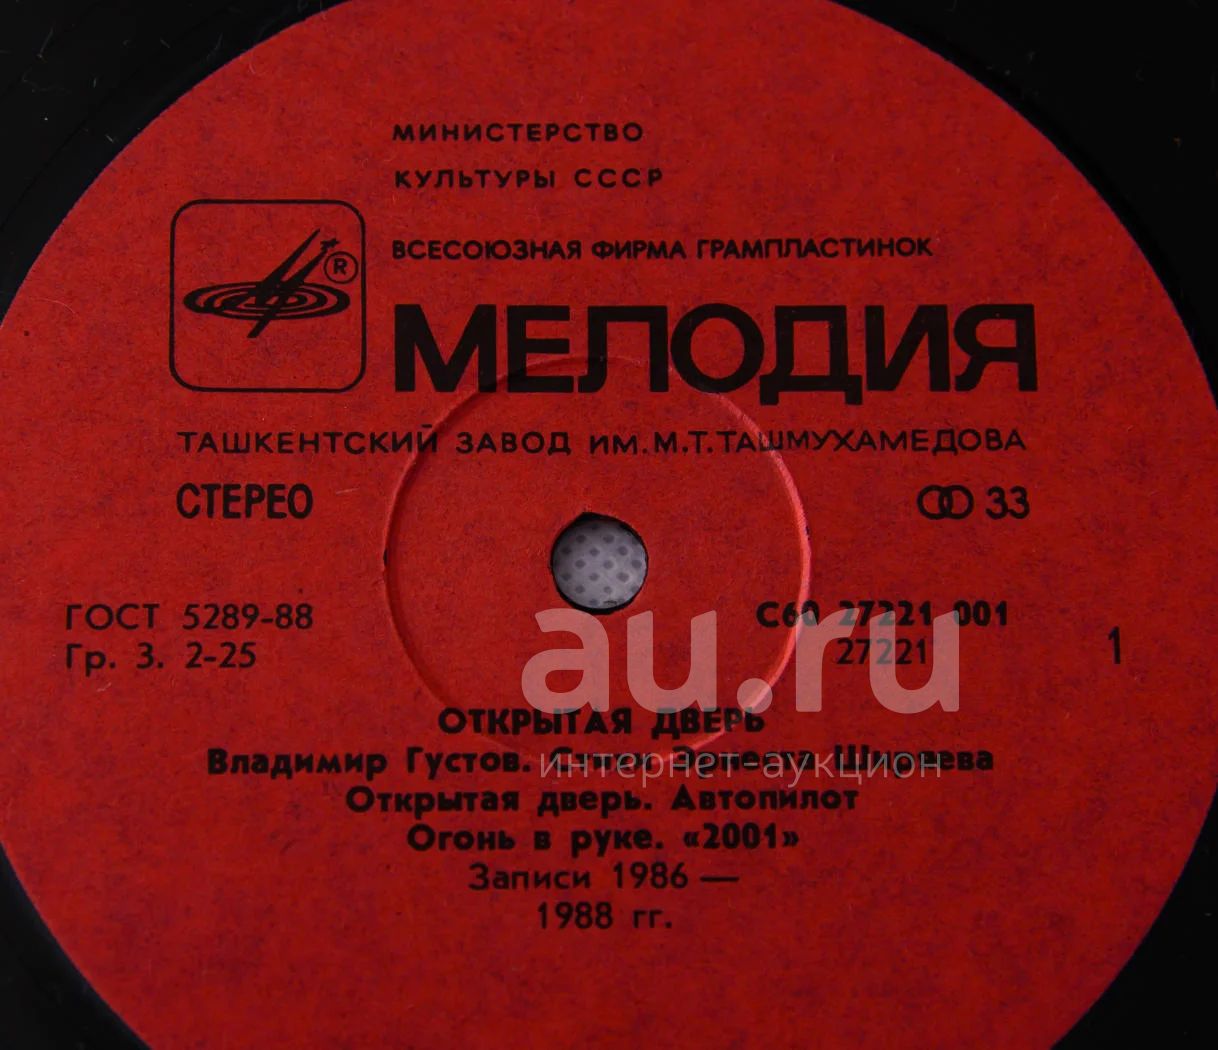 МИНИСТЕРСТВО
КУЛЬТУРЫ СССР
ВСЕСОЮЗНАЯ ФИРМА ГРАМПЛАСТИНОК
R
МЕЛОДИЯ
ТАШКЕНТСКИЙ ЗАВОД ИМ. М.Т. ТАШМУХАМЕДОВА
СТЕРЕО
33
ГОСТ 5289-88
С60 27221 001
Гр. 3. 2-25
27221
1
au.ru
ОТКРЫТАЯ ДВЕРЬ
Владимир Густов.
интернет-аукцион
Открытая дверь. Автопилот
Огонь в руке. «2001»
Записи 1986 —
1988 гг.